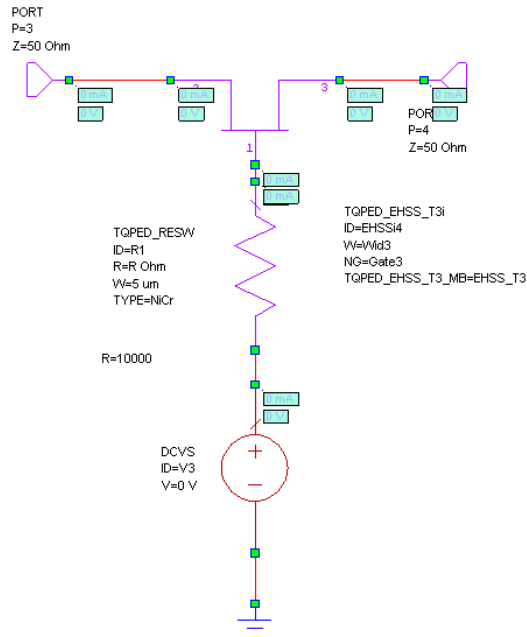 PORT
P=3
Z=50 Ohm
0 mA
0 V
2
0 mA
0 V
3
0 mA
0 V
0 mA
0 V
POR
P=4
Z=50 Ohm
1
0 mA
TQPED_EHSS_T3i
ID=EHSSi4
W=Wid3
NG=Gate3
TQPED_EHSS_T3_MB=EHSS_T3
TQPED_RESW
ID=R1
R=R Ohm
W=5 um
TYPE=NiCr
R=10000
0 mA
0 V
DCVS
ID=V3
V=0 V